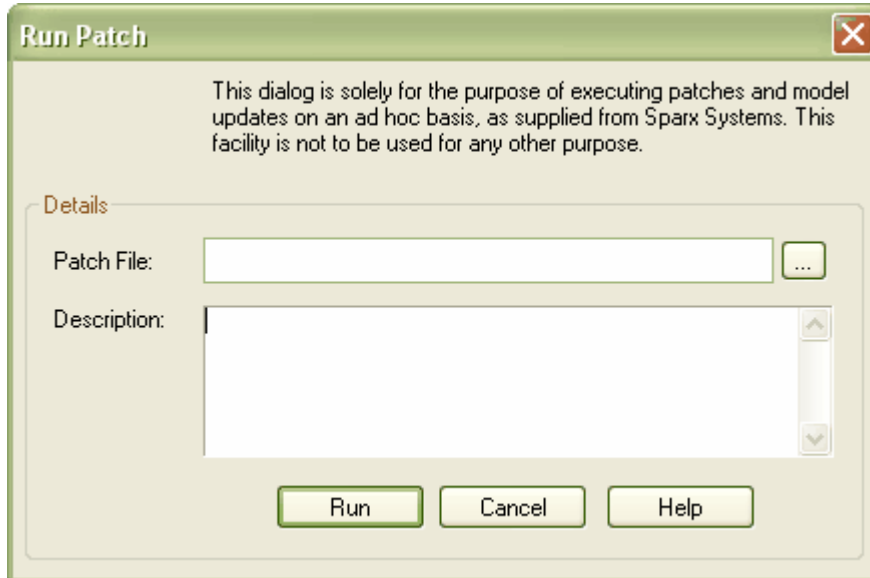 Run Patch
This dialog is solely for the purpose of executing patches and model
updates on an ad hoc basis, as supplied from Sparx Systems. This
facility is not to be used for any other purpose.
Details
Patch File:
...
Description:
Run Cancel Help